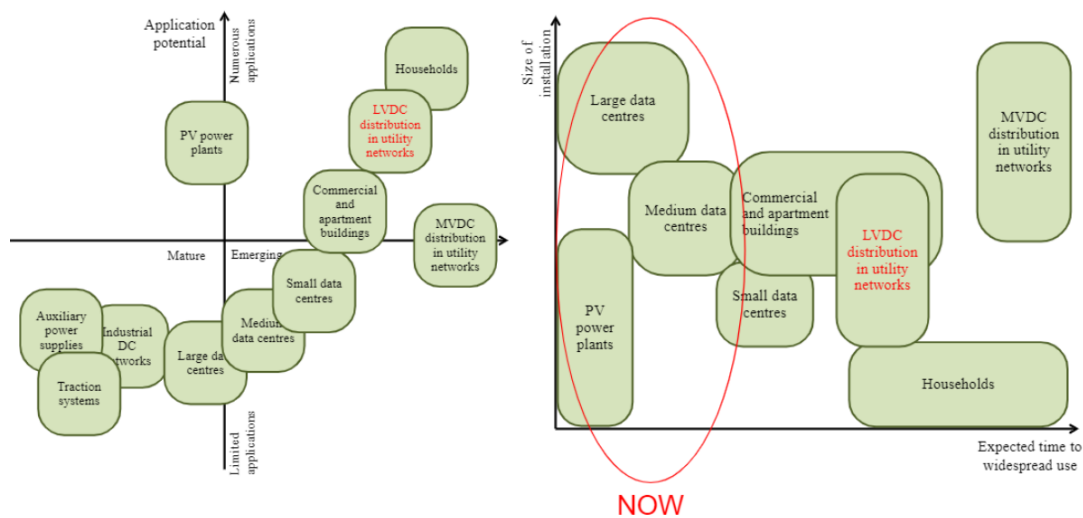 Application
potential
Numerous
applications
Households
LVDC
distribution
in utility
networks
PV power
plants
Commercial
and
apartment
buildings
MVDC
distribution
in utility
networks
Mature
Emerging
Small data
centres
Auxiliary
power
supplies
Industrial
DC
networks
Medium
data centres
Large data
centres
Traction
systems
Limited
applications
Size of
installation
Large data
centres
MVDC
distribution
in utility
networks
Medium data
centres
Commercial
and apartment
buildings
LVDC
distribution
in utility
networks
Small data
centres
PV
power
plants
Households
Expected time to
widespread use
NOW